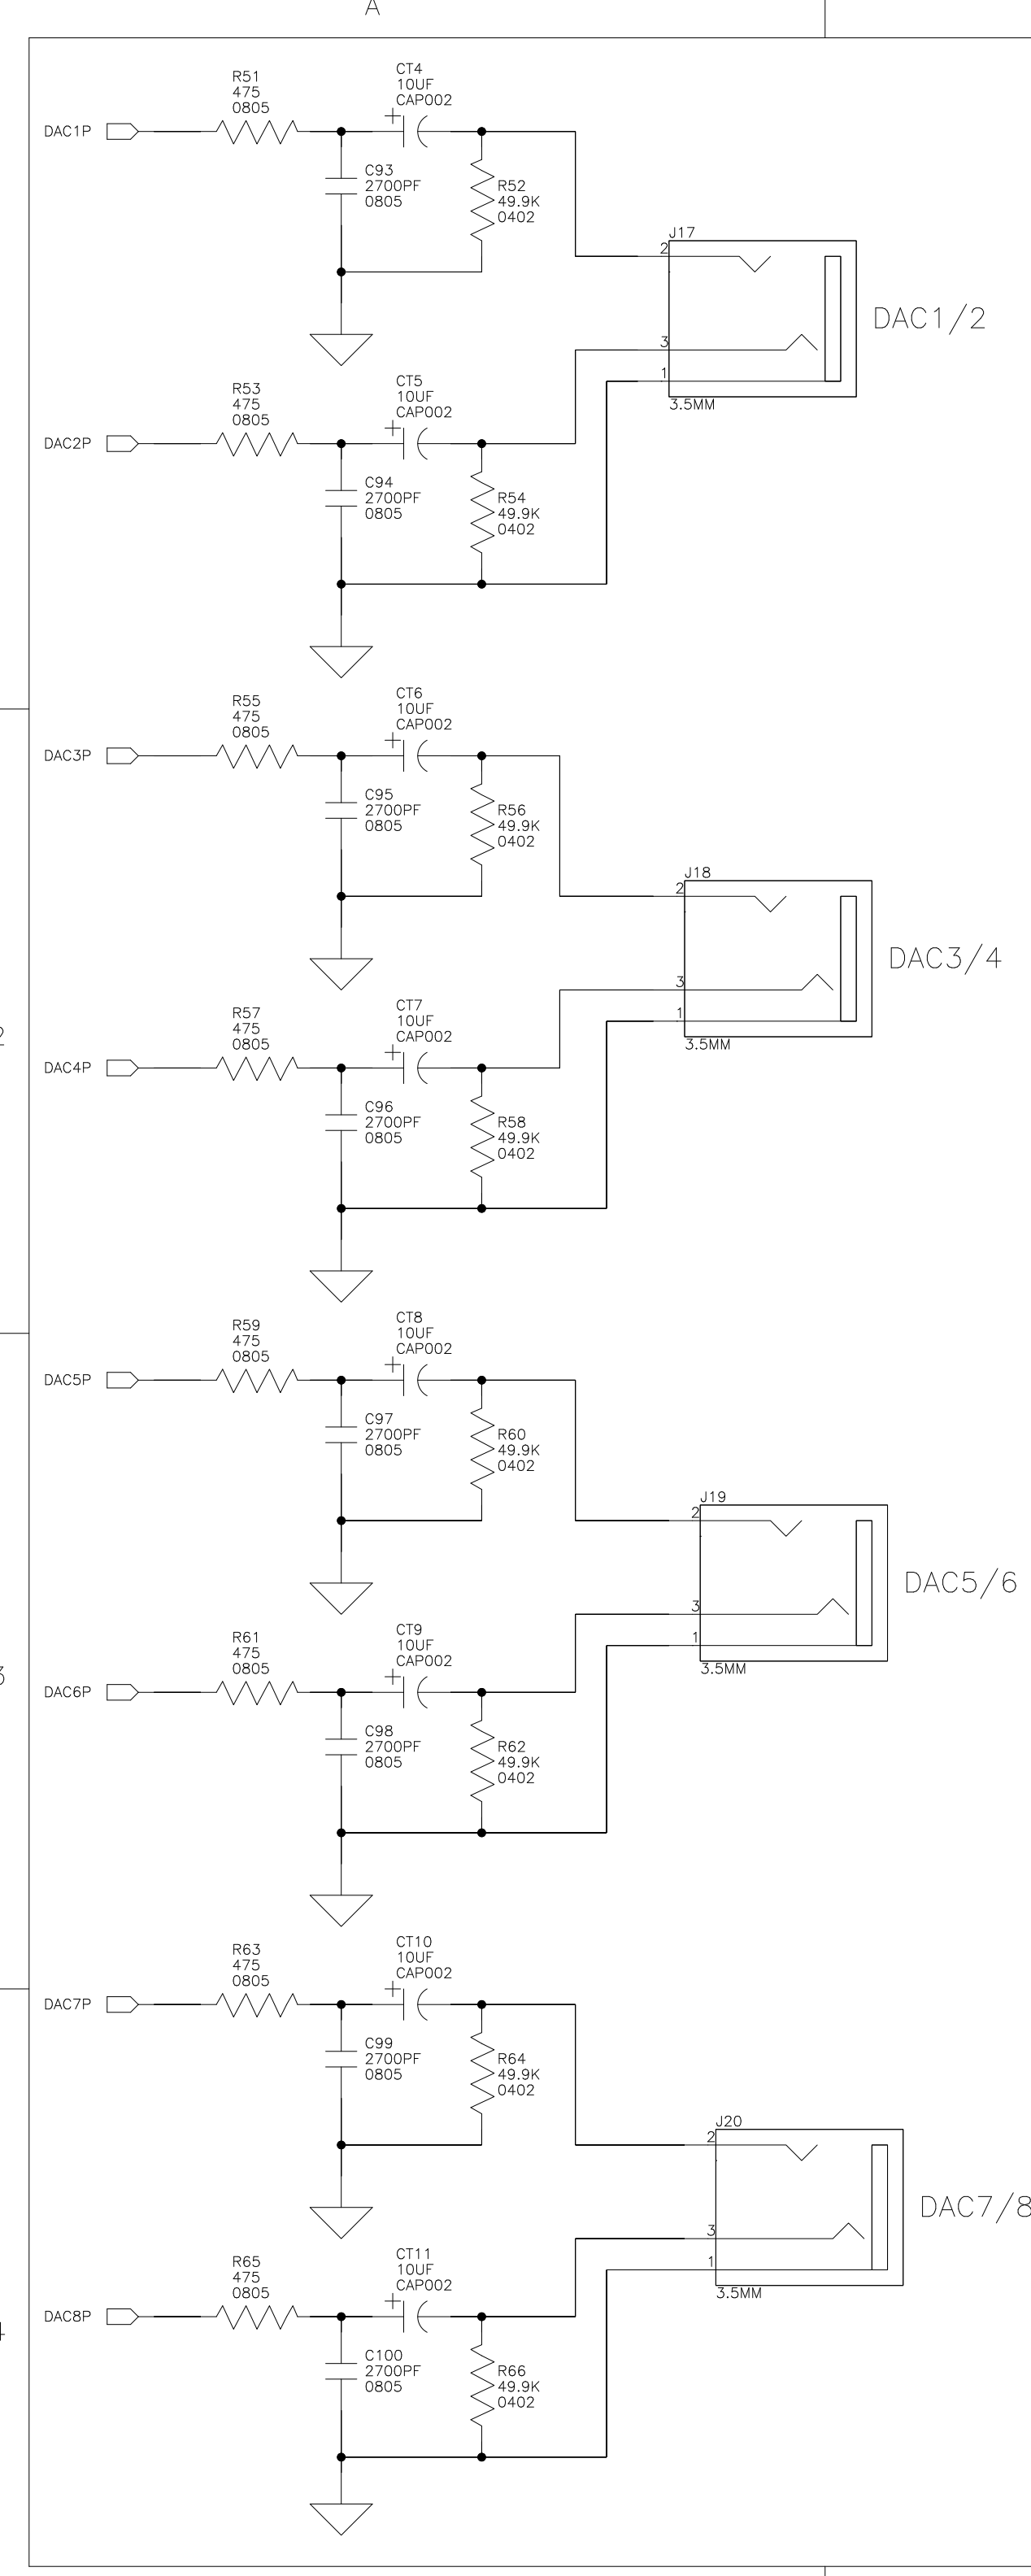 A
R51
475
0805
CT4
10UF
CAP002
DAC1P
C93
2700PF
0805
R52
49.9K
0402
J17
2
3
1
3.5MM
DAC1/2
R53
475
0805
CT5
10UF
CAP002
DAC2P
C94
2700PF
0805
R54
49.9K
0402
R55
475
0805
CT6
10UF
CAP002
DAC3P
C95
2700PF
0805
R56
49.9K
0402
J18
2
3
1
3.5MM
DAC3/4
2
R57
475
0805
CT7
10UF
CAP002
DAC4P
C96
2700PF
0805
R58
49.9K
0402
R59
475
0805
CT8
10UF
CAP002
DAC5P
C97
2700PF
0805
R60
49.9K
0402
J19
2
3
1
3.5MM
DAC5/6
3
R61
475
0805
CT9
10UF
CAP002
DAC6P
C98
2700PF
0805
R62
49.9K
0402
R63
475
0805
CT10
10UF
CAP002
DAC7P
C99
2700PF
0805
R64
49.9K
0402
J20
2
3
1
3.5MM
DAC7/8
4
R65
475
0805
CT11
10UF
CAP002
DAC8P
C100
2700PF
0805
R66
49.9K
0402